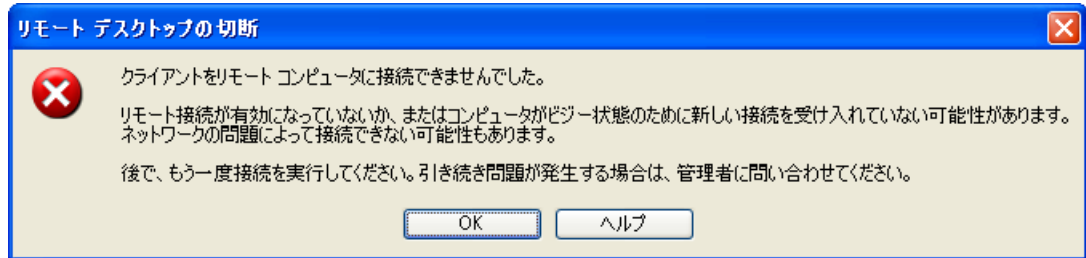 リモート デスクトップの切断
クライアントをリモート コンピュータに接続できませんでした。
リモート接続が有効になっていないか、またはコンピュータがビジー状態のために新しい接続を受け入れていない可能性があります。
ネットワークの問題によって接続できない可能性もあります。
後で、もう一度接続を実行してください。引き続き問題が発生する場合は、管理者に問い合わせてください。
OK
ヘルプ